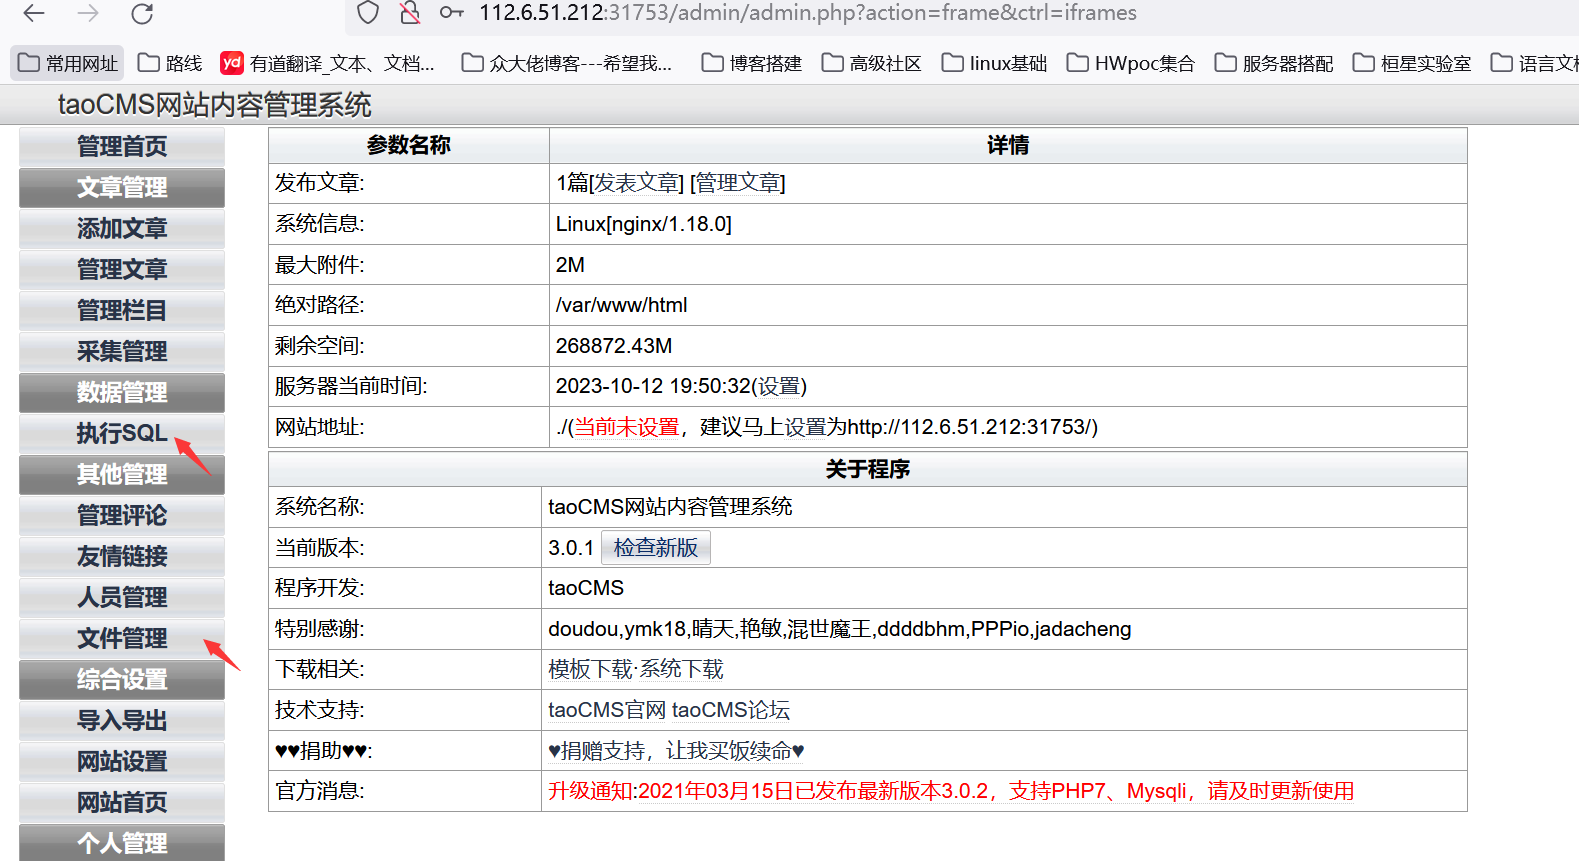 112.6.51.212:31753/admin/admin.php?action=frame&ctrl=iframes
常用网址 路线 yd 有道翻译_文本、文档... 众大佬博客---希望我... 博客搭建 高级社区 linux基础 HWpoc集合 服务器搭配 桓星实验室
taoCMS网站内容管理系统
管理首页
文章管理
添加文章
管理文章
管理栏目
采集管理
数据管理
执行SQL
其他管理
管理评论
友情链接
人员管理
文件管理
综合设置
导入导出
网站设置
网站首页
个人管理
参数名称 详情
发布文章: 1篇[发表文章] [管理文章]
系统信息: Linux[nginx/1.18.0]
最大附件: 2M
绝对路径: /var/www/html
剩余空间: 268872.43M
服务器当前时间: 2023-10-12 19:50:32(设置)
网站地址: ./(当前未设置，建议马上设置为http://112.6.51.212:31753/)
关于程序
系统名称: taoCMS网站内容管理系统
当前版本: 3.0.1 检查新版
程序开发: taoCMS
特别感谢: doudou,ymk18,晴天,艳敏,混世魔王,ddddbhm,PPPio,jadacheng
下载相关: 模板下载·系统下载
技术支持: taoCMS官网 taoCMS论坛
♥♥捐助♥♥: ♥捐赠支持，让我买饭续命♥
官方消息: 升级通知:2021年03月15日已发布最新版本3.0.2，支持PHP7、Mysqli，请及时更新使用